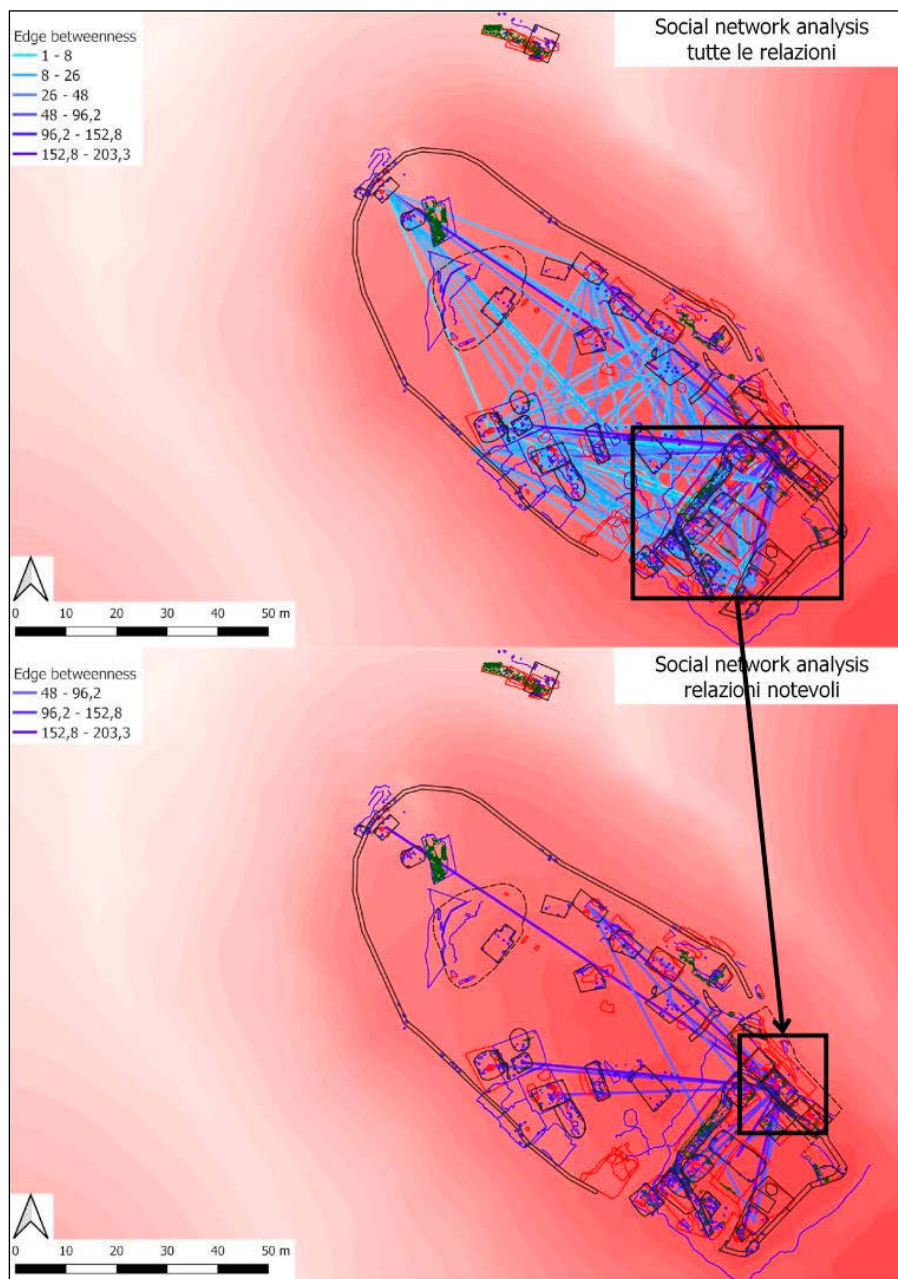 Edge betweenness
1 - 8
8 - 26
26 - 48
48 - 96,2
96,2 - 152,8
152,8 - 203,3
Social network analysis
tutte le relazioni
0 10 20 30 40 50 m
Edge betweenness
48 - 96,2
96,2 - 152,8
152,8 - 203,3
Social network analysis
relazioni notevoli
0 10 20 30 40 50 m